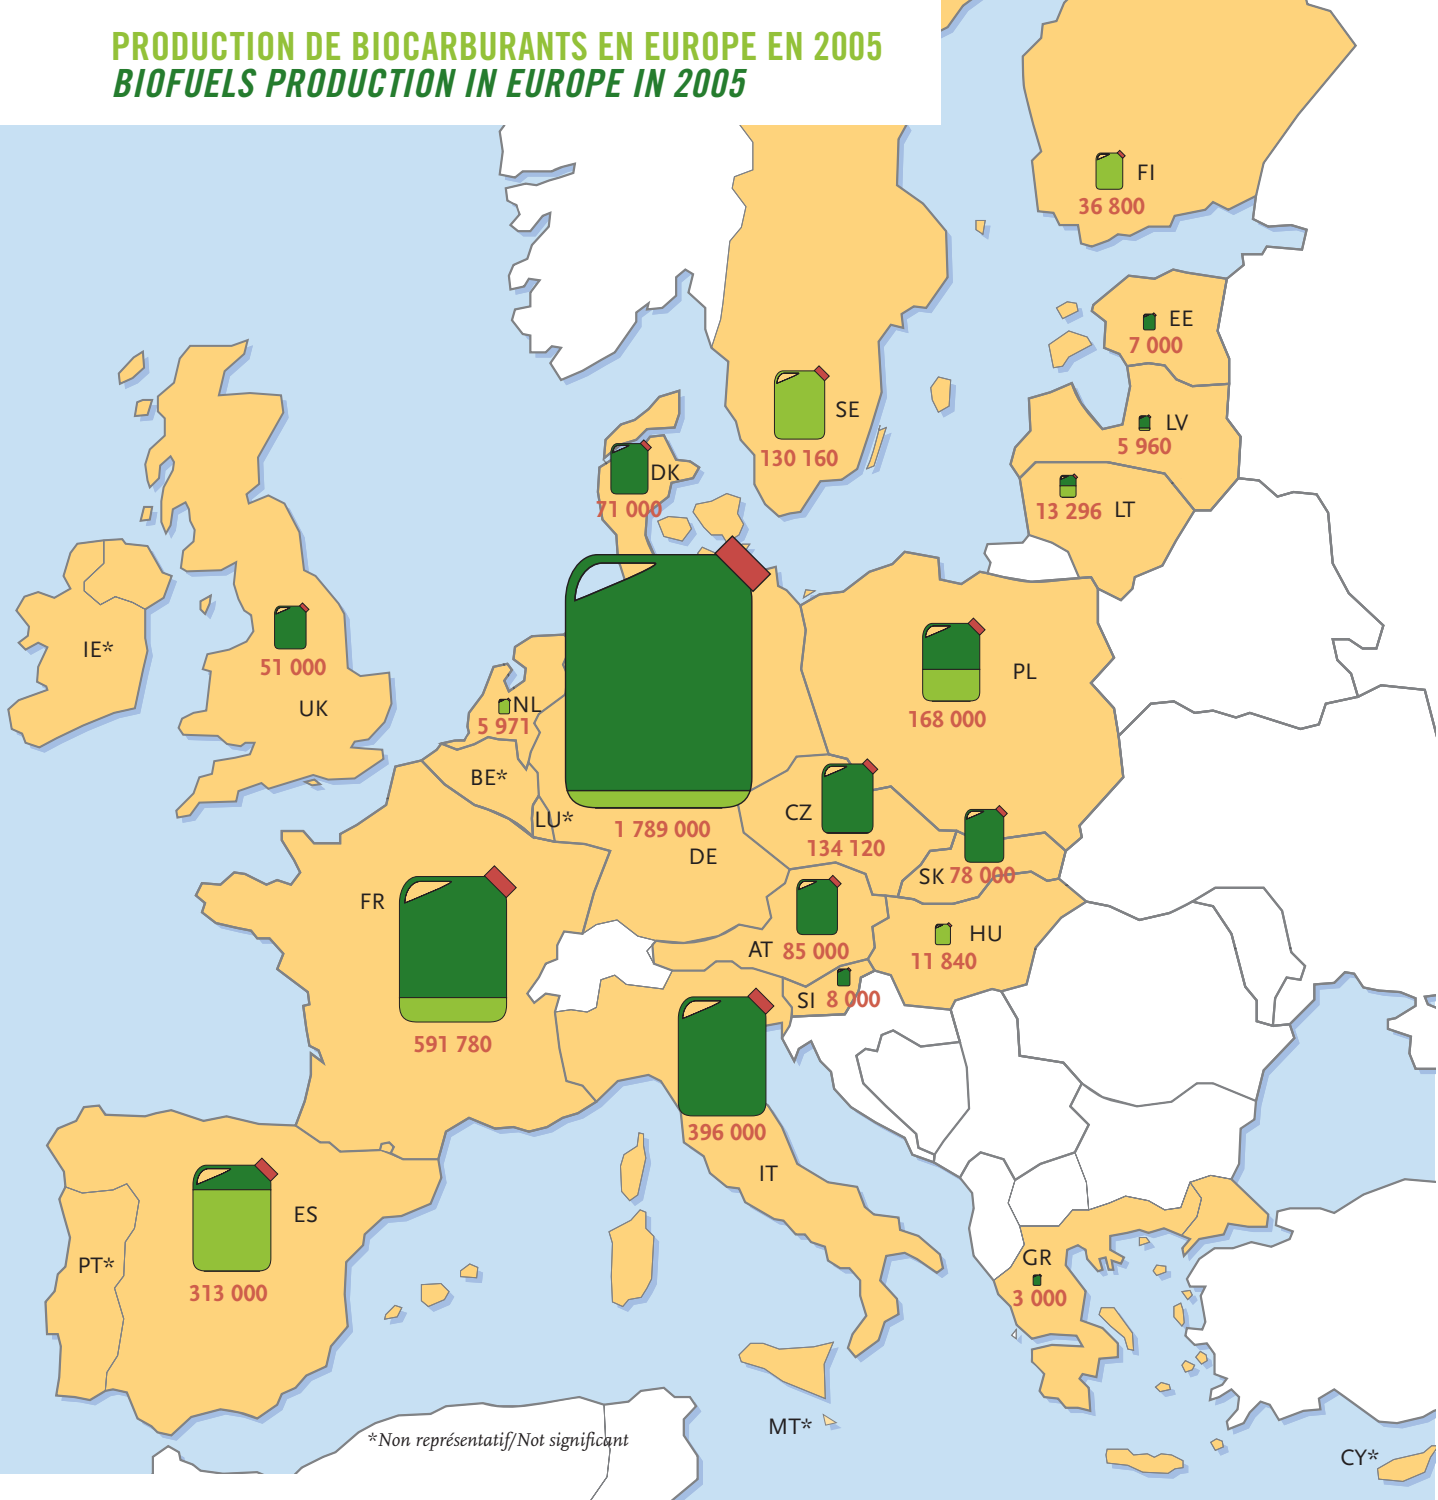 PRODUCTION DE BIOCARBURANTS EN EUROPE EN 2005
BIOFUELS PRODUCTION IN EUROPE IN 2005
FI
36 800
EE
7 000
SE
130 160
LV
5 960
DK
71 000
LT
13 296
IE*
51 000
UK
NL
5 971
PL
168 000
BE*
LU*
1 789 000
DE
CZ
134 120
SK 78 000
FR
591 780
AT 85 000
HU
11 840
SI 8 000
396 000
IT
ES
313 000
PT*
GR
3 000
MT*
*Non représentatif/Not significant
CY*